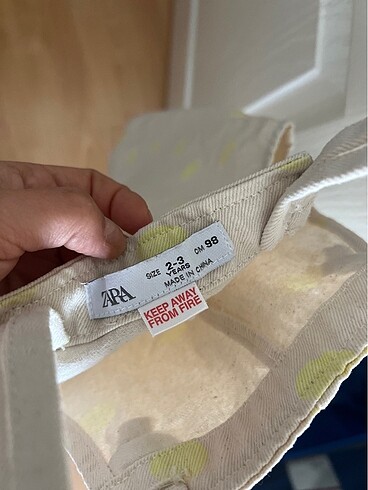 ZARA
SIZE 2-3 YEARS CM 98
MADE IN CHINA
KEEP AWAY
FROM FIRE